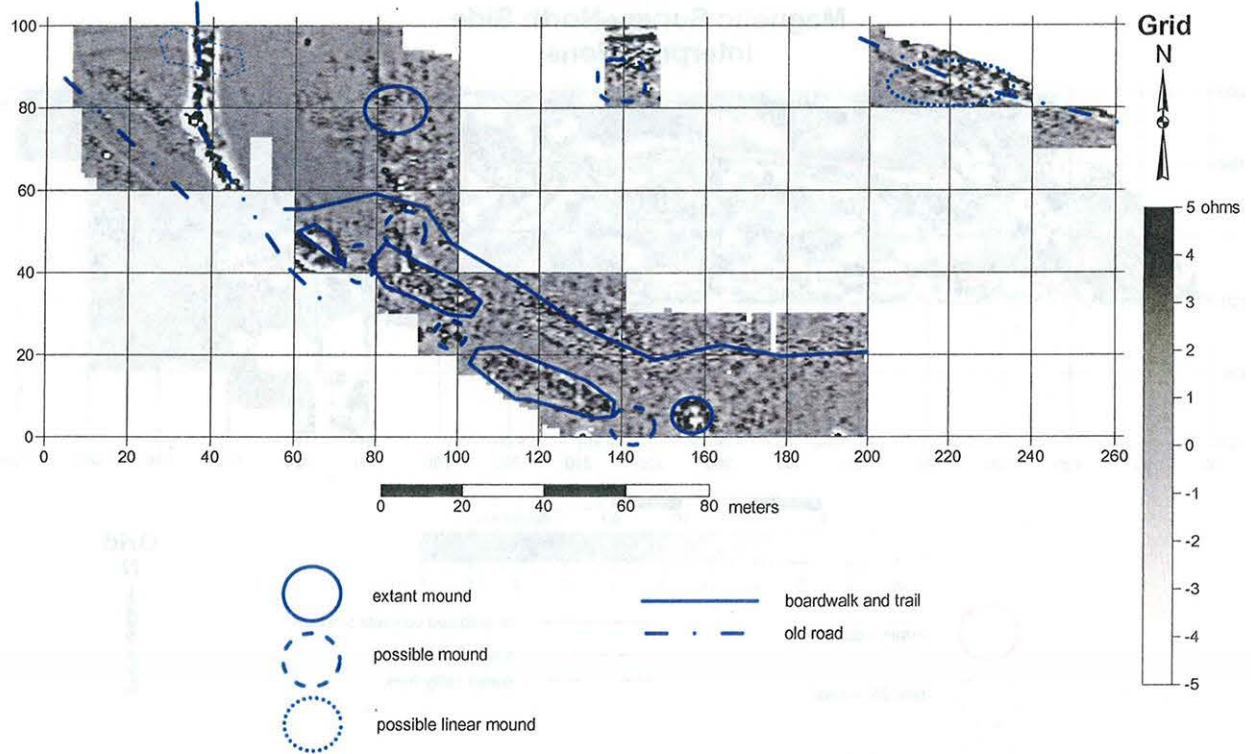 Grid
N
100
80
60
40
20
0
0 20 40 60 80 100 120 140 160 180 200 220 240 260
5 ohms
4
3
2
1
0
-1
-2
-3
-4
-5
0 20 40 60 80 meters
extant mound
possible mound
possible linear mound
boardwalk and trail
old road